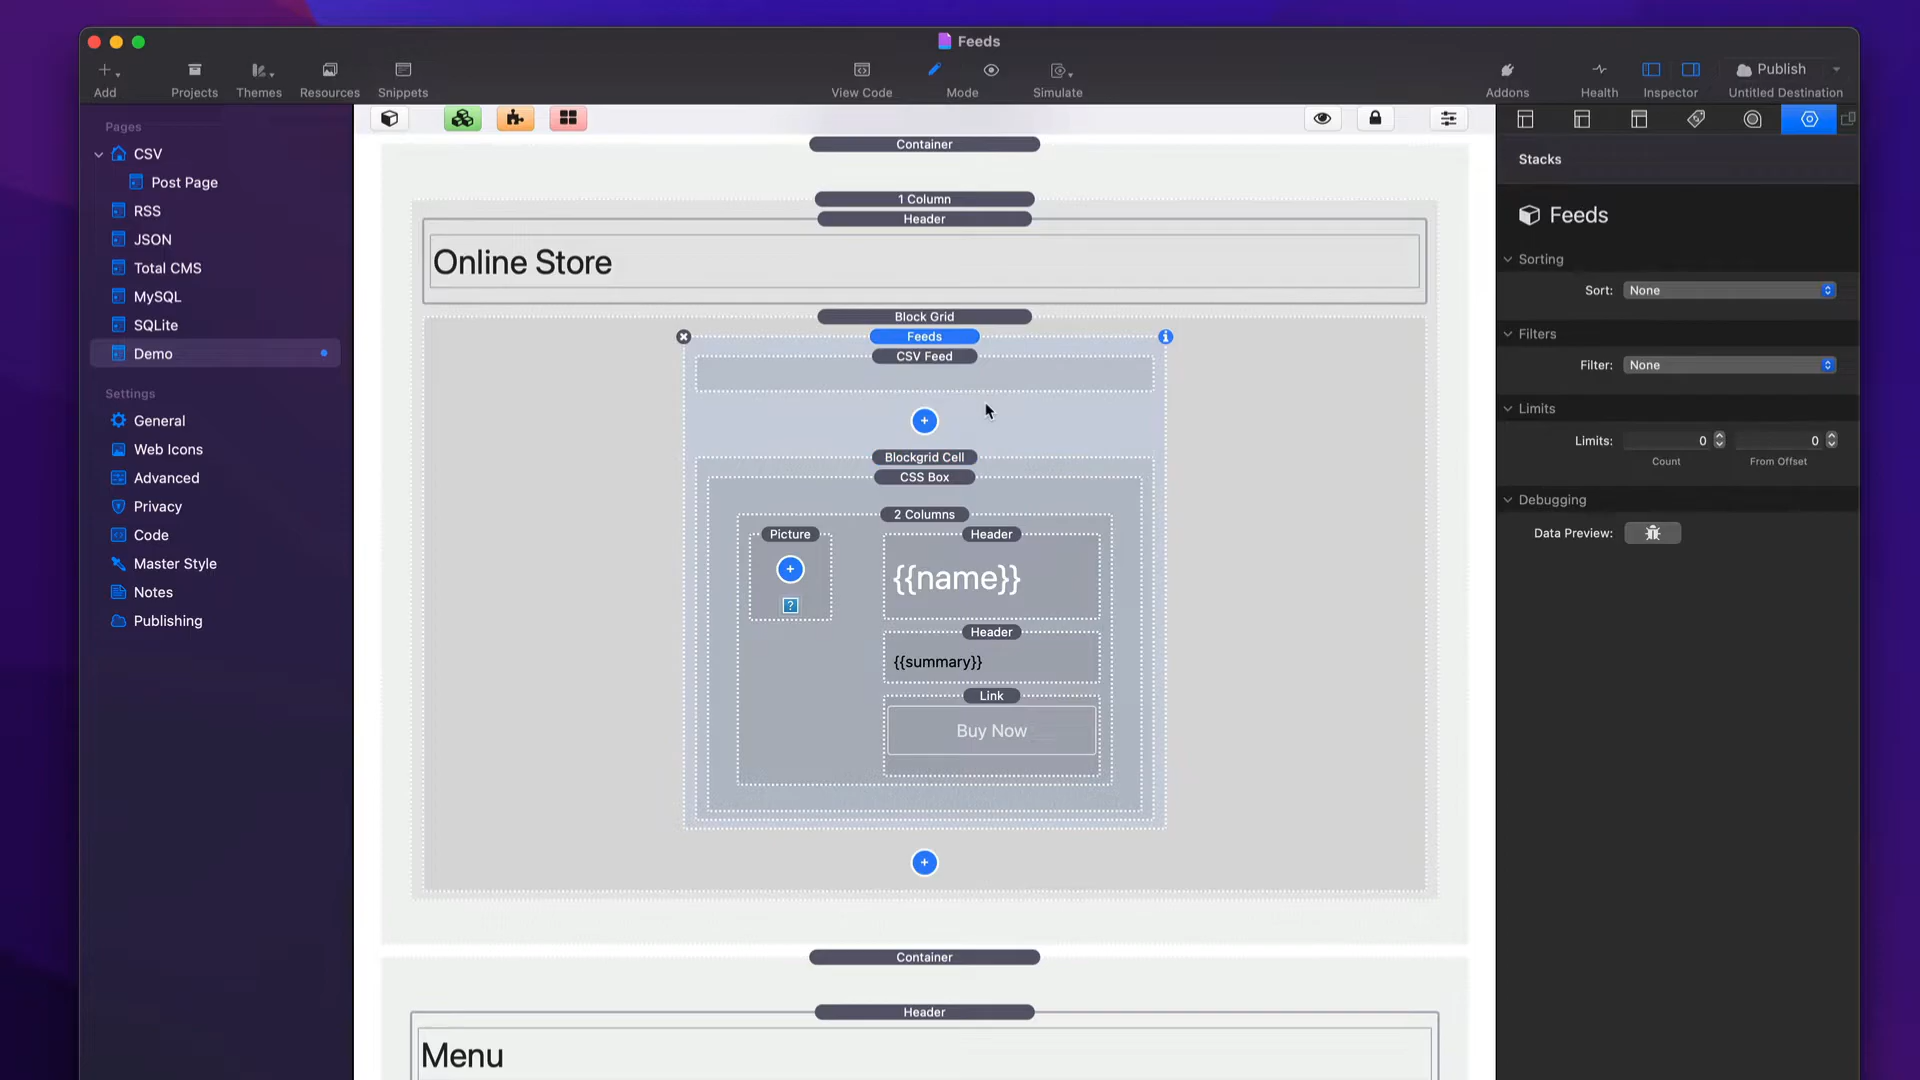 Feeds
Add
Projects
Themes
Resources
Snippets
View Code
Mode
Simulate
Addons
Health
Inspector
Publish
Untitled Destination
Pages
CSV
Post Page
RSS
JSON
Total CMS
MySQL
SQLite
Demo
Settings
General
Web Icons
Advanced
Privacy
Code
Master Style
Notes
Publishing
Container
1 Column
Header
Online Store
Block Grid
Feeds
CSV Feed
Blockgrid Cell
CSS Box
2 Columns
Picture
?
Header
{{name}}
Header
{{summary}}
Link
Buy Now
Container
Header
Menu
Stacks
Feeds
Sorting
Sort: None
Filters
Filter: None
Limits
Limits: 0 0
Count From Offset
Debugging
Data Preview: